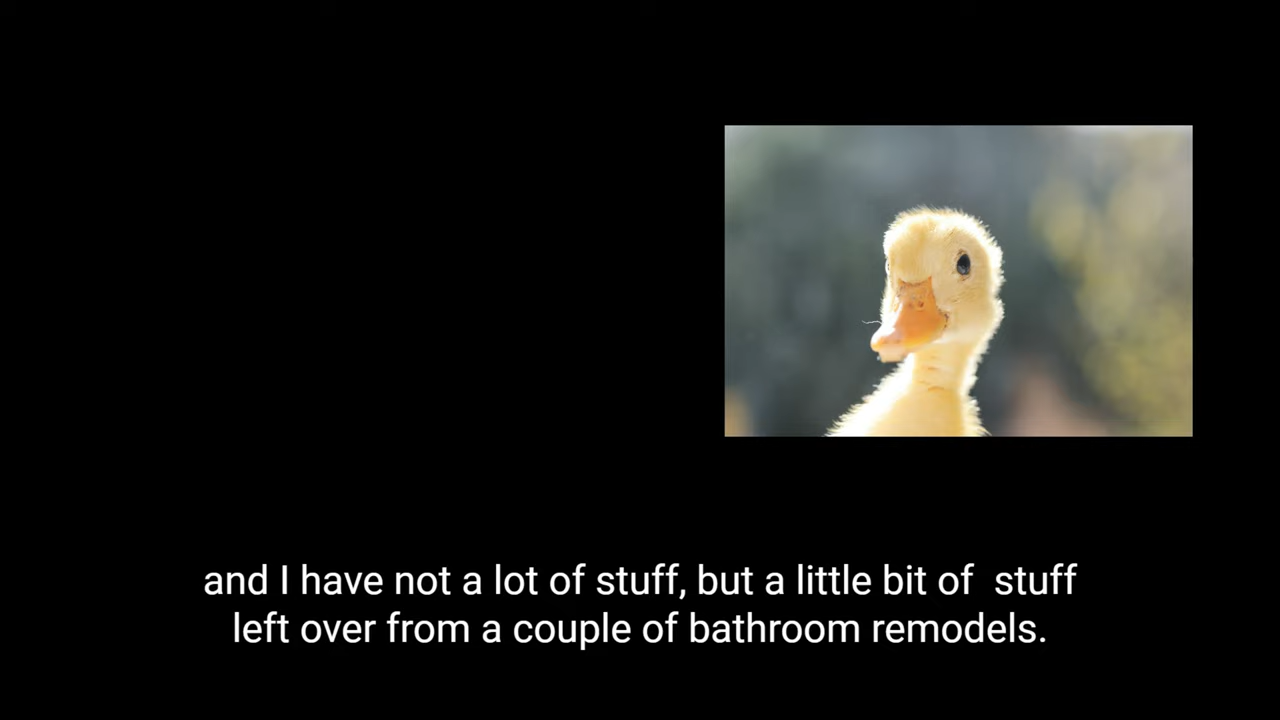 and I have not a lot of stuff, but a little bit of  stuff
left over from a couple of bathroom remodels.